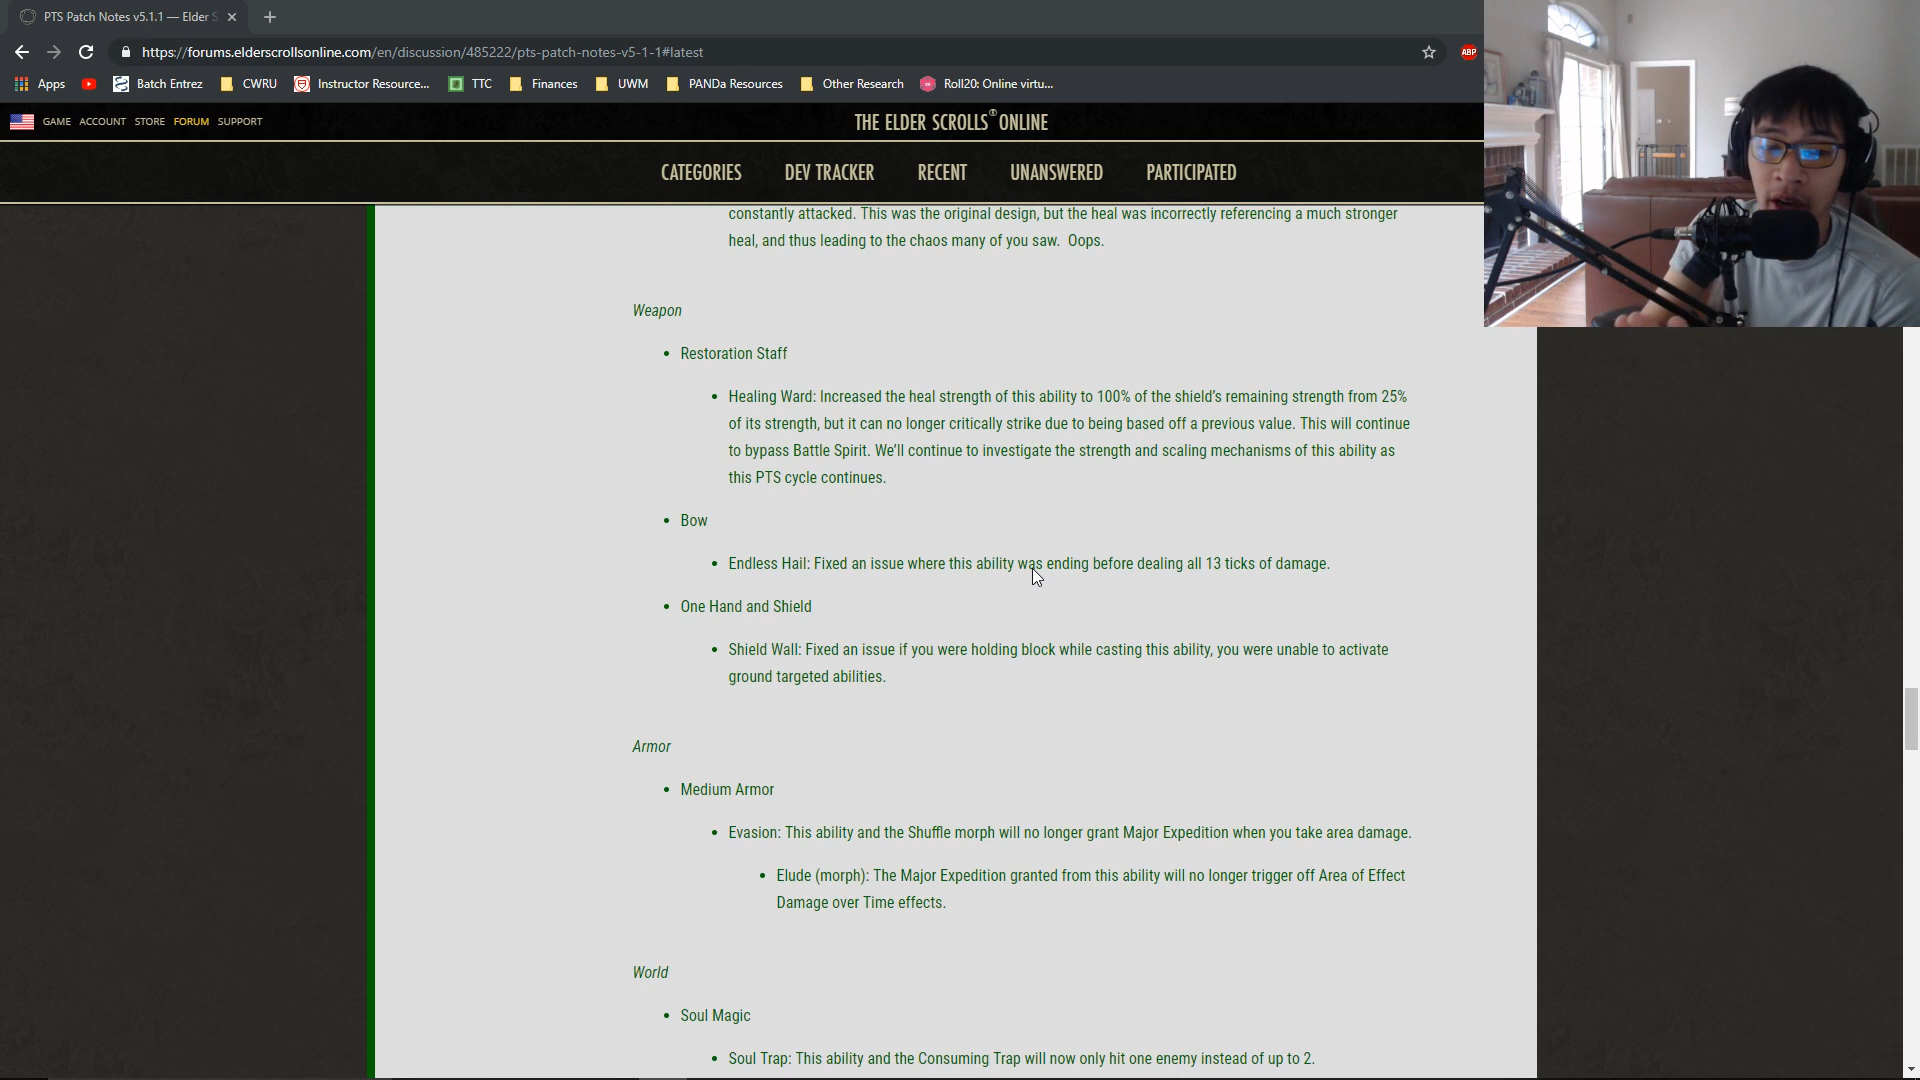 PTS Patch Notes v5.1.1 — Elder S
https://forums.elderscrollsonline.com/en/discussion/485222/pts-patch-notes-v5-1-1#latest
ABP
Apps
Batch Entrez
CWRU
Instructor Resource...
TTC
Finances
UWM
PANDa Resources
Other Research
Roll20: Online virtu...
GAME ACCOUNT STORE FORUM SUPPORT
THE ELDER SCROLLS® ONLINE
CATEGORIES DEV TRACKER RECENT UNANSWERED PARTICIPATED
constantly attacked. This was the original design, but the heal was incorrectly referencing a much stronger
heal, and thus leading to the chaos many of you saw.  Oops.
Weapon
• Restoration Staff
• Healing Ward: Increased the heal strength of this ability to 100% of the shield’s remaining strength from 25%
of its strength, but it can no longer critically strike due to being based off a previous value. This will continue
to bypass Battle Spirit. We’ll continue to investigate the strength and scaling mechanisms of this ability as
this PTS cycle continues.
• Bow
• Endless Hail: Fixed an issue where this ability was ending before dealing all 13 ticks of damage.
• One Hand and Shield
• Shield Wall: Fixed an issue if you were holding block while casting this ability, you were unable to activate
ground targeted abilities.
Armor
• Medium Armor
• Evasion: This ability and the Shuffle morph will no longer grant Major Expedition when you take area damage.
• Elude (morph): The Major Expedition granted from this ability will no longer trigger off Area of Effect
Damage over Time effects.
World
• Soul Magic
• Soul Trap: This ability and the Consuming Trap will now only hit one enemy instead of up to 2.